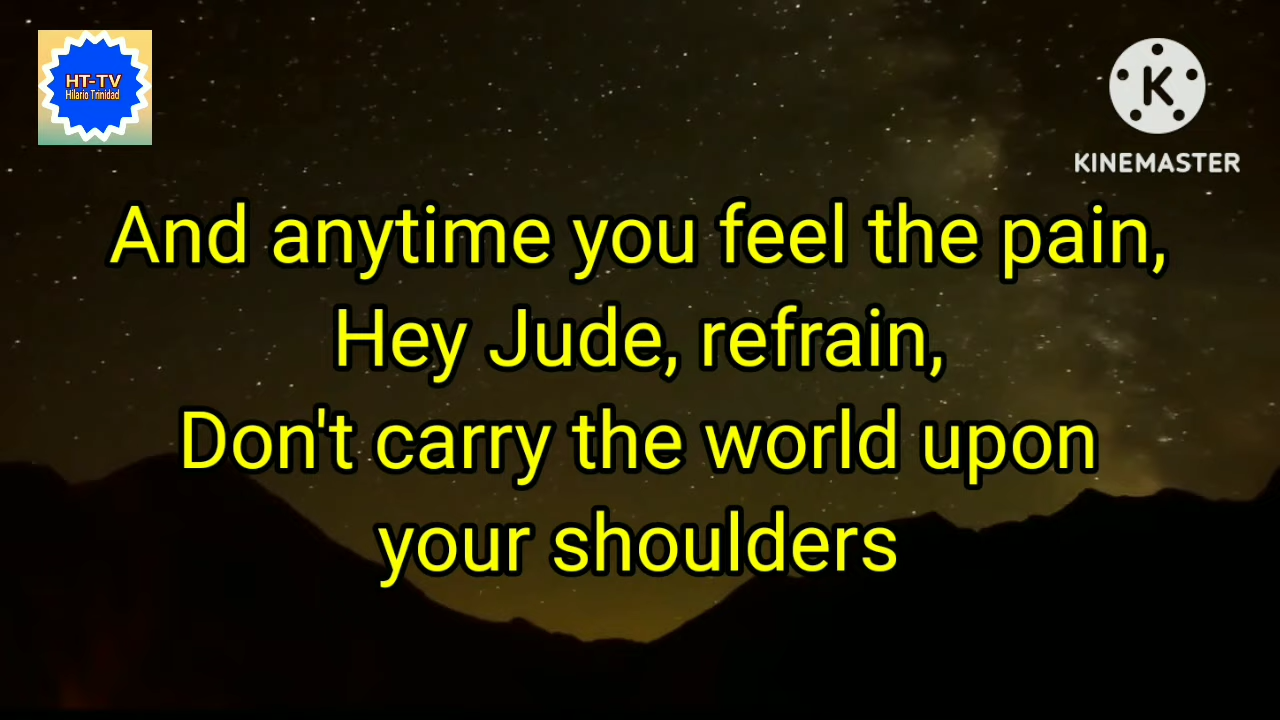 HT-TV
Hilario Trinidad
K
KINEMASTER
And anytime you feel the pain,
Hey Jude, refrain,
Don't carry the world upon
your shoulders